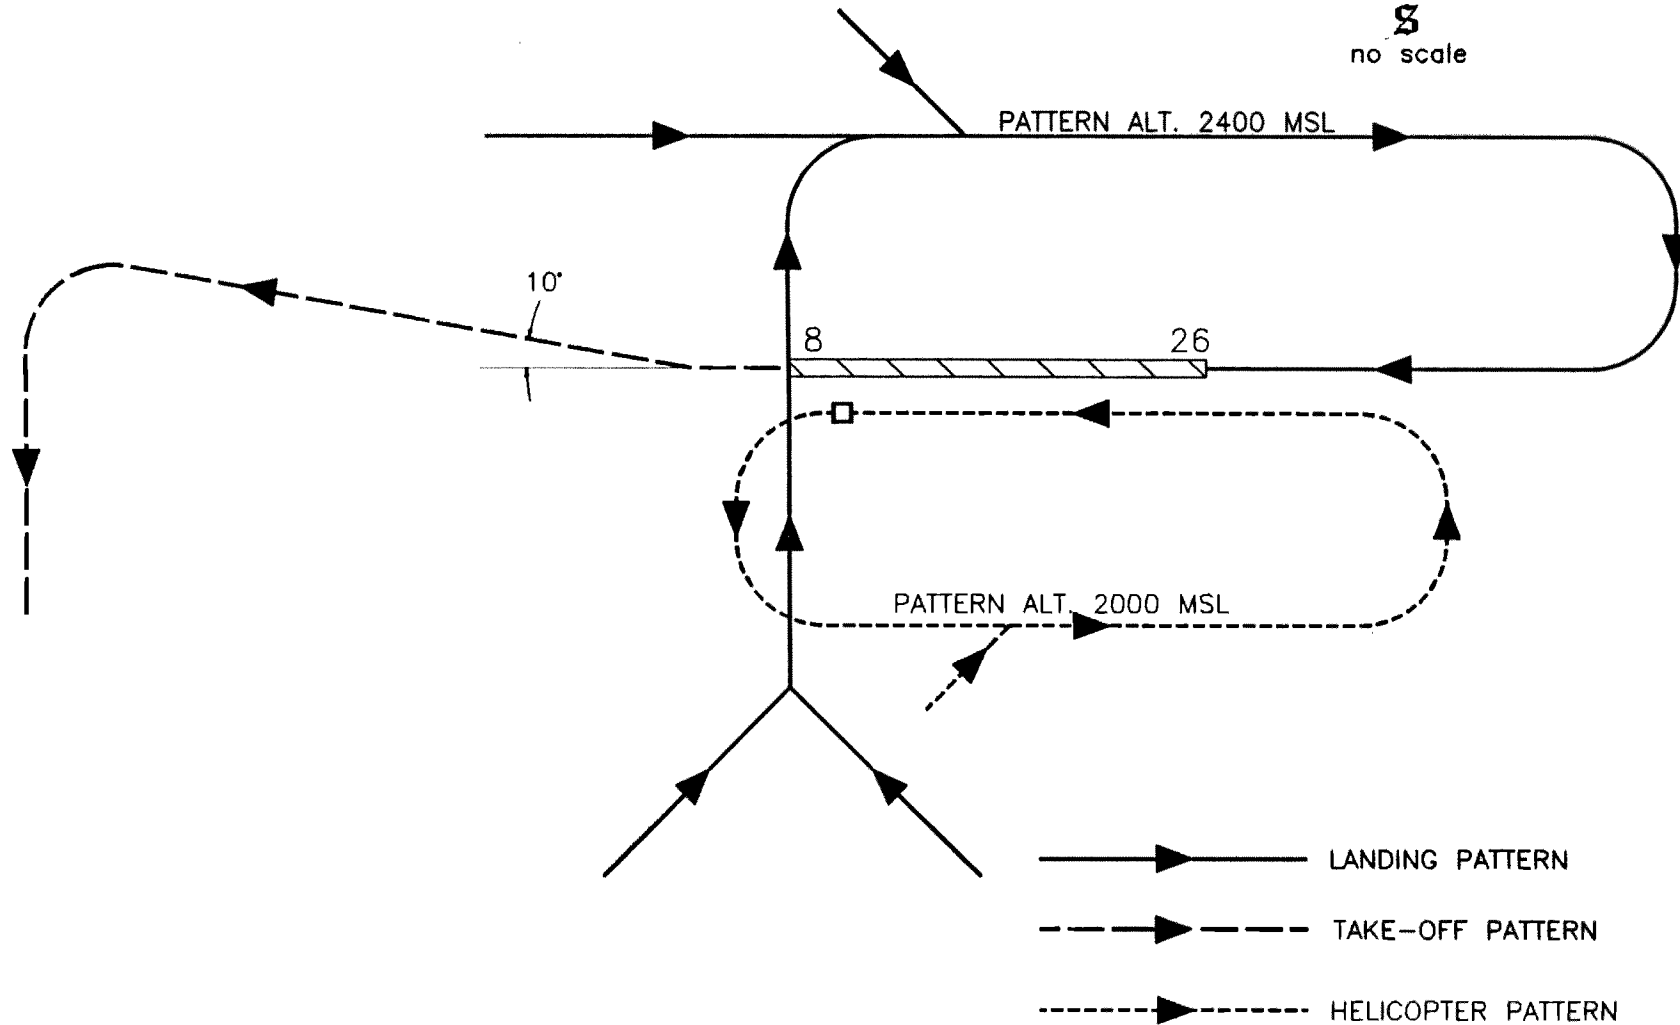 S
no scale
PATTERN ALT. 2400 MSL
10°
8
26
PATTERN ALT. 2000 MSL
LANDING PATTERN
TAKE-OFF PATTERN
HELICOPTER PATTERN